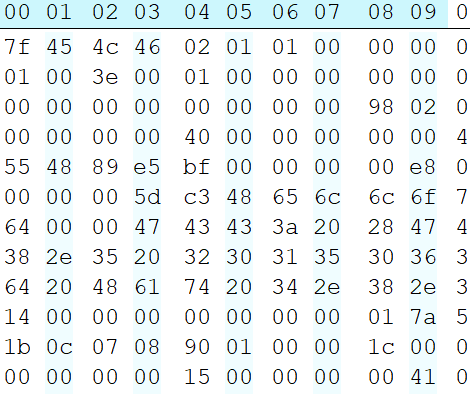 00 01 02 03 04 05 06 07 08 09 0
7f 45 4c 46 02 01 01 00 00 00 0
01 00 3e 00 01 00 00 00 00 00 0
00 00 00 00 00 00 00 00 98 02 0
00 00 00 00 40 00 00 00 00 00 4
55 48 89 e5 bf 00 00 00 00 e8 0
00 00 00 5d c3 48 65 6c 6c 6f 7
64 00 00 47 43 43 3a 20 28 47 4
38 2e 35 20 32 30 31 35 30 36 3
64 20 48 61 74 20 34 2e 38 2e 3
14 00 00 00 00 00 00 00 01 7a 5
1b 0c 07 08 90 01 00 00 1c 00 0
00 00 00 00 15 00 00 00 00 41 0